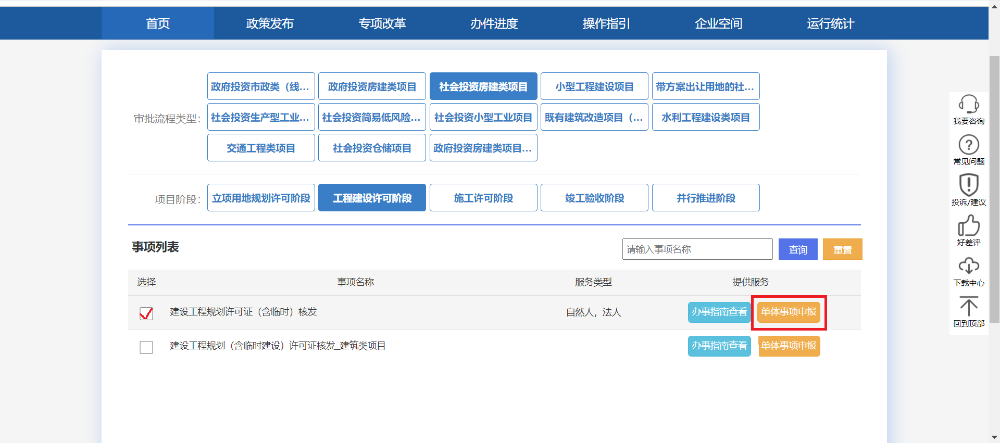 首页 政策发布 专项改革 办件进度 操作指引 企业空间 运行统计
政府投资市政类（线... 政府投资房建类项目 社会投资房建类项目 小型工程建设项目 带方案出让用地的社...
审批流程类型： 社会投资生产型工业... 社会投资简易低风险... 社会投资小型工业项目 既有建筑改造项目（... 水利工程建设类项目
交通工程类项目 社会投资仓储项目 政府投资房建类项目...
项目阶段： 立项用地规划许可阶段 工程建设许可阶段 施工许可阶段 竣工验收阶段 并行推进阶段
事项列表 请输入事项名称 查询 重置
选择 事项名称 服务类型 提供服务
建设工程规划许可证（含临时）核发 自然人，法人 办事指南查看 单体事项申报
建设工程规划（含临时建设）许可证核发_建筑类项目 办事指南查看 单体事项申报
我要咨询
常见问题
投诉/建议
好差评
下载中心
回到顶部